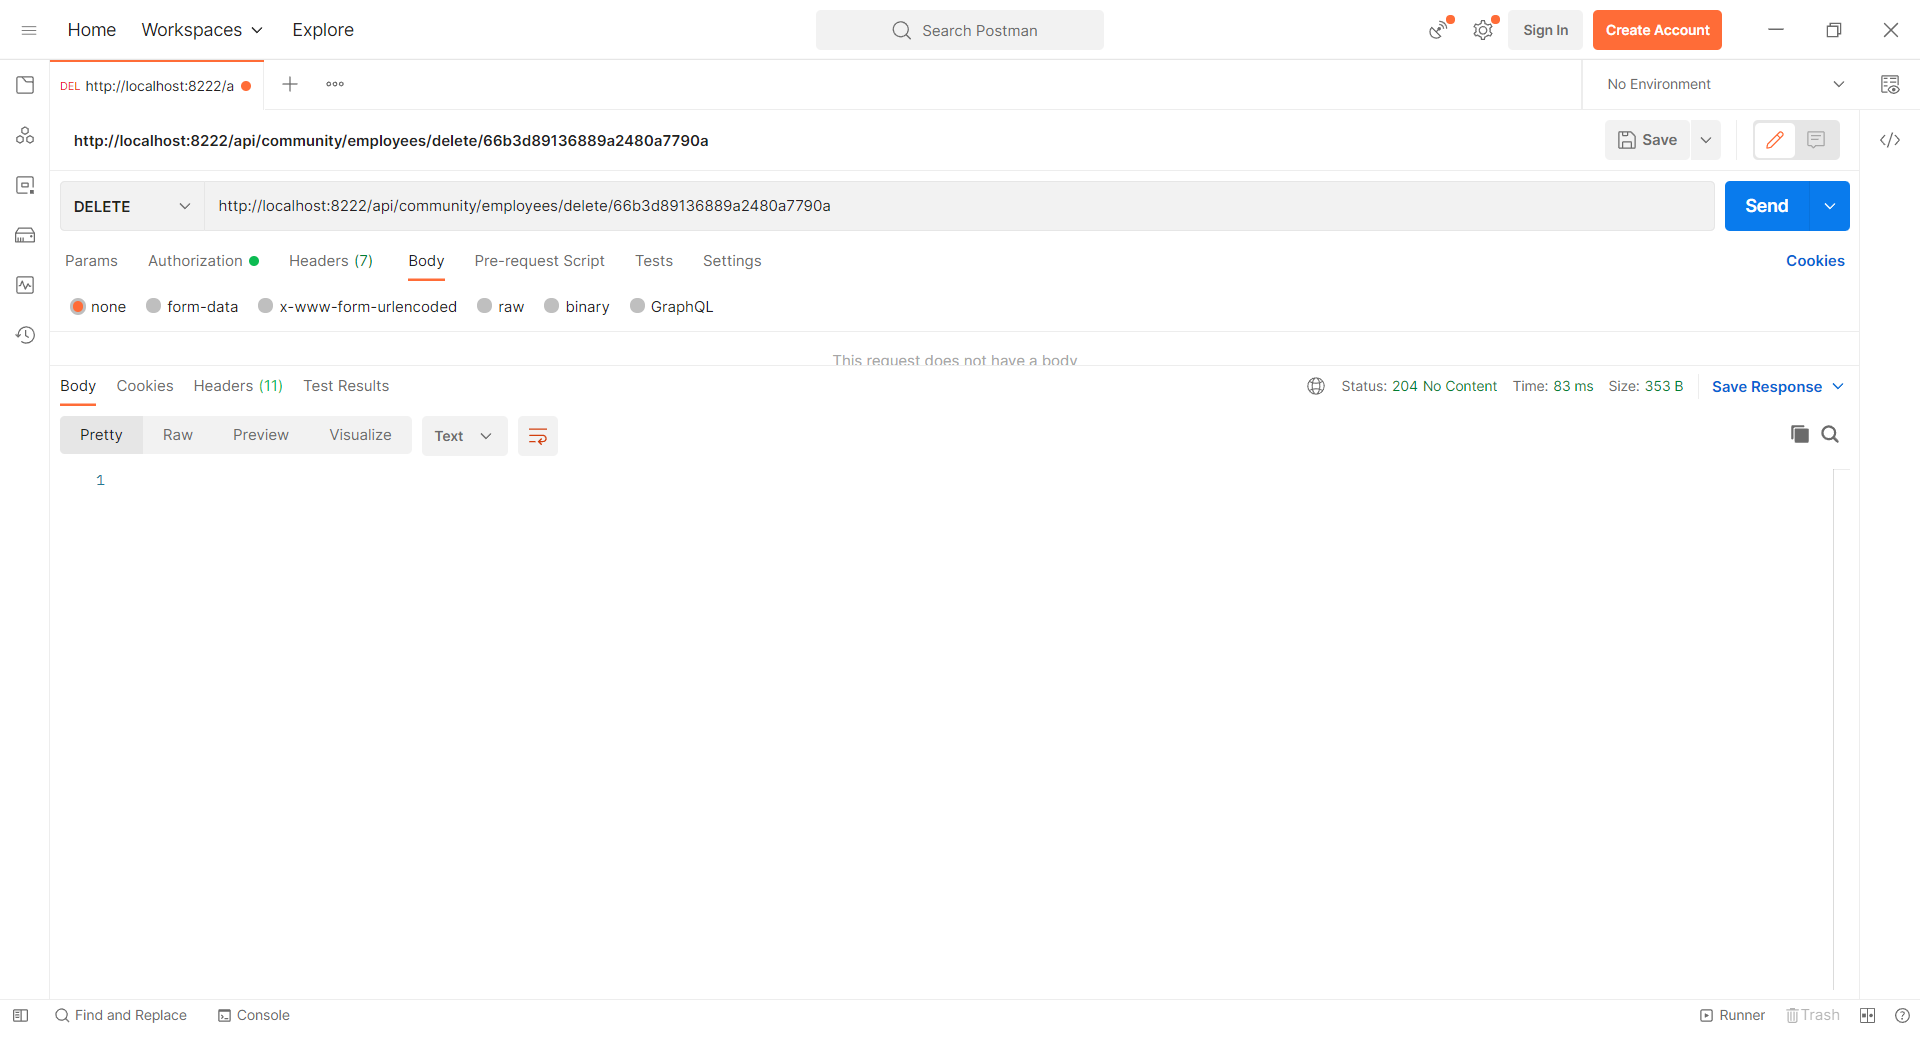 Home Workspaces Explore Search Postman Sign In Create Account
DEL http://localhost:8222/a No Environment
http://localhost:8222/api/community/employees/delete/66b3d89136889a2480a7790a Save
DELETE http://localhost:8222/api/community/employees/delete/66b3d89136889a2480a7790a Send
Params Authorization Headers (7) Body Pre-request Script Tests Settings Cookies
none form-data x-www-form-urlencoded raw binary GraphQL
This request does not have a body
Body Cookies Headers (11) Test Results Status: 204 No Content Time: 83 ms Size: 353 B Save Response
Pretty Raw Preview Visualize Text
1
Find and Replace Console Runner Trash